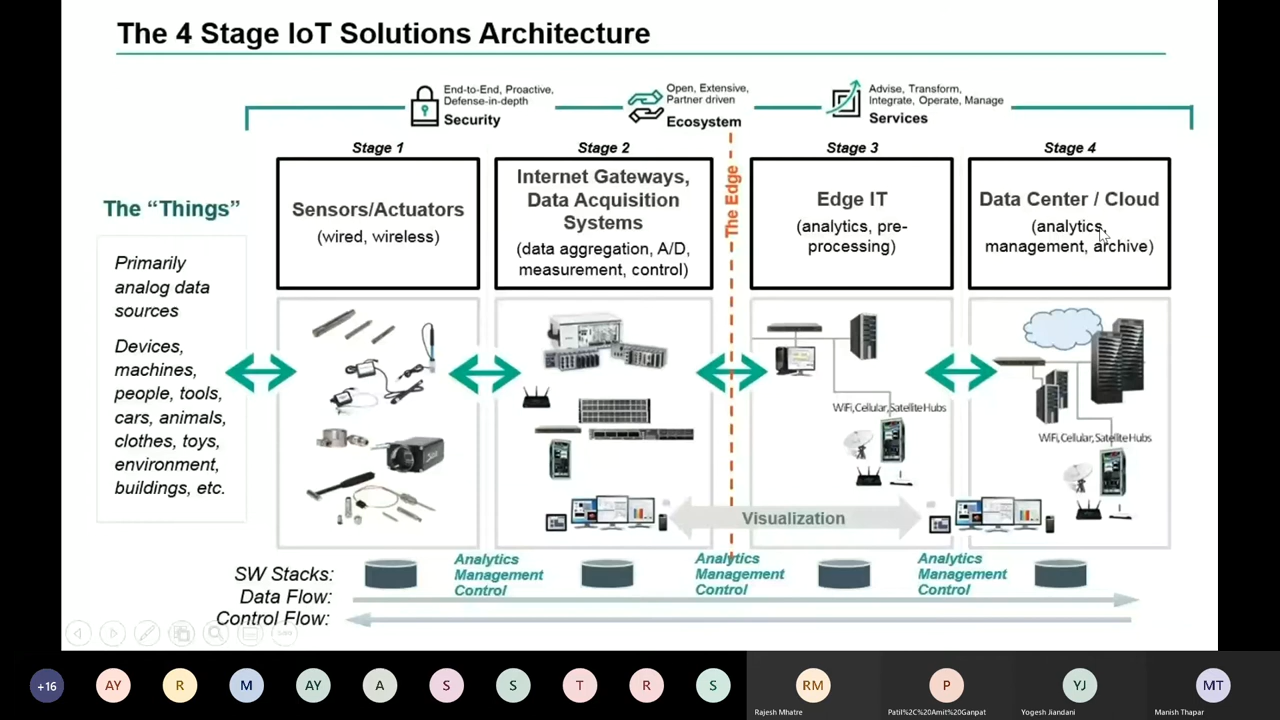 The 4 Stage IoT Solutions Architecture
End-to-End, Proactive,
Defense-in-depth
Security
Open, Extensive,
Partner driven
Ecosystem
Advise, Transform,
Integrate, Operate, Manage
Services
Stage 1
Stage 2
Stage 3
Stage 4
The "Things"
Primarily
analog data
sources
Devices,
machines,
people, tools,
cars, animals,
clothes, toys,
environment,
buildings, etc.
Sensors/Actuators
(wired, wireless)
Internet Gateways,
Data Acquisition
Systems
(data aggregation, A/D,
measurement, control)
The Edge
Edge IT
(analytics, pre-
processing)
Data Center / Cloud
(analytics,
management, archive)
WiFi, Cellular, Satellite Hubs
WiFi, Cellular, Satellite Hubs
Visualization
SW Stacks:
Data Flow:
Control Flow:
Analytics
Management
Control
Analytics
Management
Control
Analytics
Management
Control
+16
AY
R
M
AY
A
S
S
T
R
S
RM
Rajesh Mhatre
P
Patil%2C%20Amit%20Ganpat
YJ
Yogesh Jiandani
MT
Manish Thapar